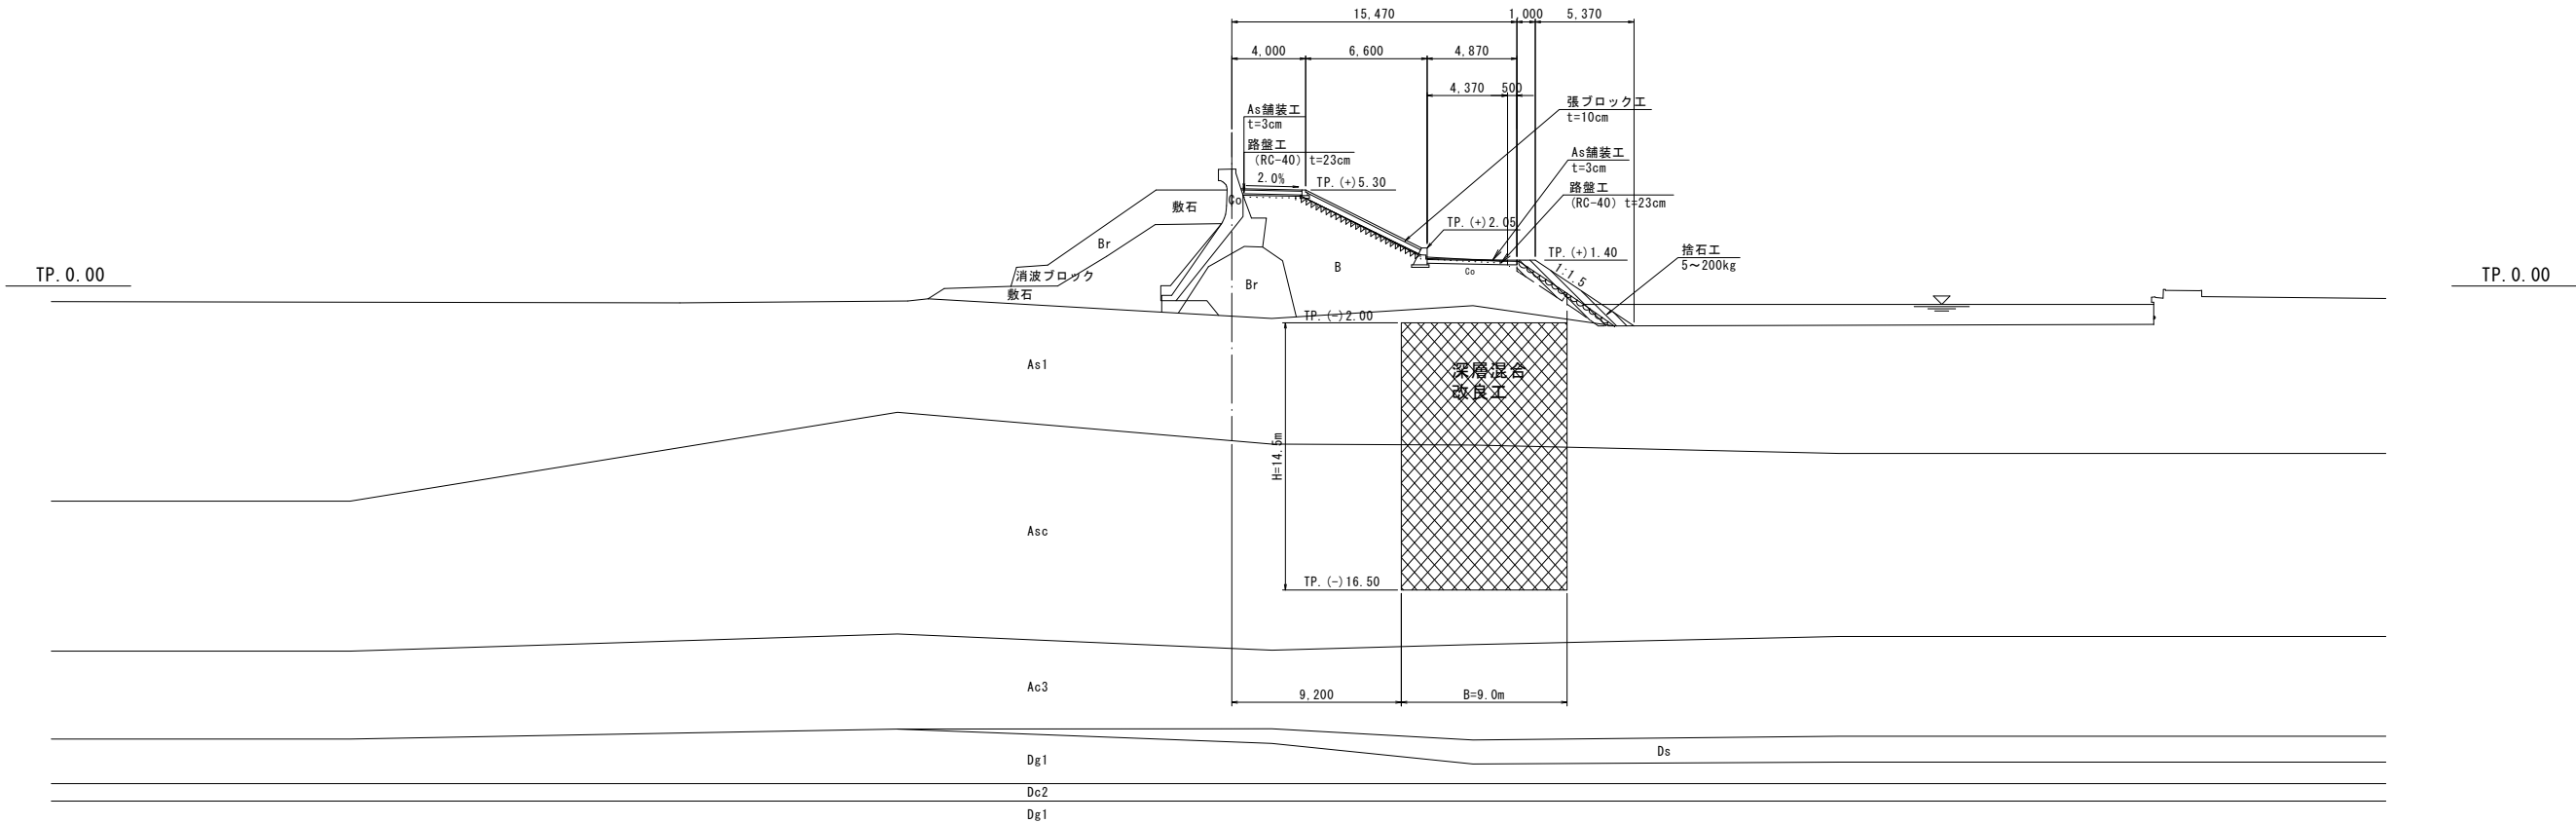 15,470
1,000
5,370
4,000
6,600
4,870
4,370
500
張ブロック工
t=10cm
As舗装工
t=3cm
路盤工
(RC-40) t=23cm
2.0%
TP.(+)5.30
As舗装工
t=3cm
路盤工
(RC-40) t=23cm
Co
敷石
TP.(+)2.05
Br
B
TP.(+)1.40
捨石工
5～200kg
1:1.5
Co
TP.0.00
TP.0.00
消波ブロック
敷石
Br
TP.(-)2.00
As1
深層混合
改良工
H=14.5m
Asc
TP.(-)16.50
Ac3
9,200
B=9.0m
Ds
Dg1
Dc2
Dg1